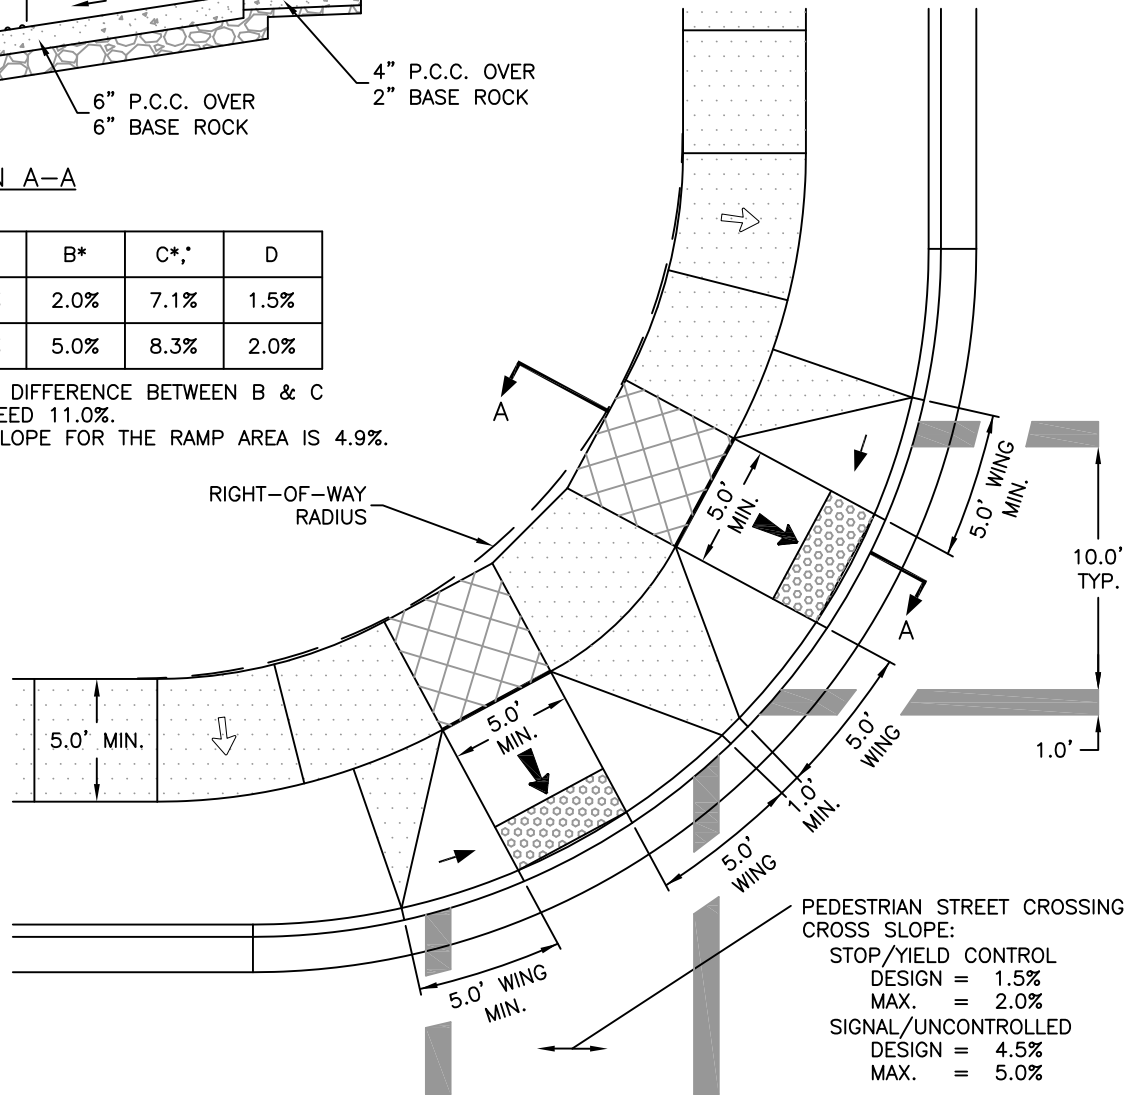 4” P.C.C. OVER
2” BASE ROCK
6” P.C.C. OVER
6” BASE ROCK
A–A
B* C*,• D
2.0% 7.1% 1.5%
5.0% 8.3% 2.0%
DIFFERENCE BETWEEN B & C
11.0%.
FOR THE RAMP AREA IS 4.9%.
A
RIGHT–OF–WAY
RADIUS
5.0'
MIN.
5.0' WING
MIN.
10.0'
TYP.
A
5.0' MIN.
5.0'
MIN.
5.0'
WING
1.0'
1.0'
MIN.
5.0'
WING
5.0' WING
MIN.
PEDESTRIAN STREET CROSSING
CROSS SLOPE:
STOP/YIELD CONTROL
DESIGN = 1.5%
MAX. = 2.0%
SIGNAL/UNCONTROLLED
DESIGN = 4.5%
MAX. = 5.0%